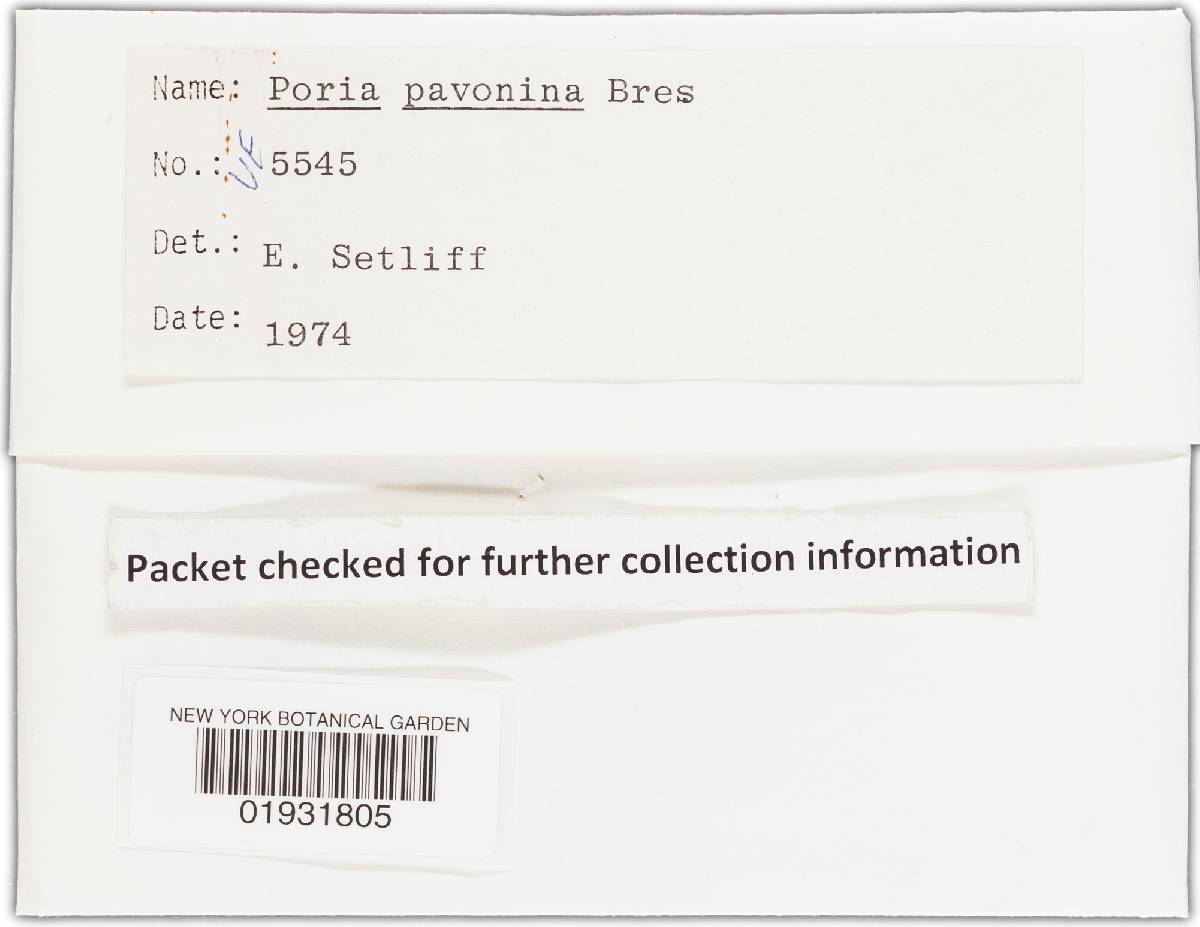 Name: Poria pavonina Bres
No.: VE 5545
Det.: E. Setliff
Date: 1974
Packet checked for further collection information
NEW YORK BOTANICAL GARDEN
01931805